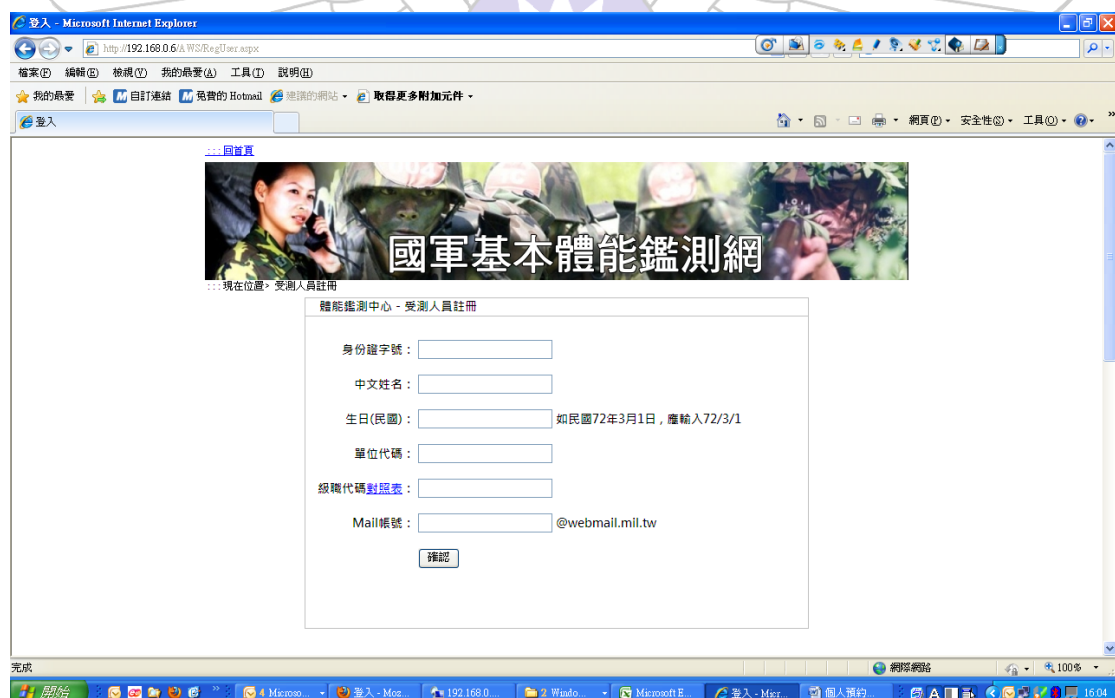 登入 - Microsoft Internet Explorer
http://192.168.0.6/AWS/RegUser.aspx
檔案(F) 編輯(E) 檢視(V) 我的最愛(A) 工具(T) 說明(H)
我的最愛 自訂連結 免費的 Hotmail 建議的網站 取得更多附加元件
登入 網頁(P) 安全性(S) 工具(O) »
:::回首頁
國軍基本體能鑑測網
:::現在位置> 受測人員註冊
體能鑑測中心 - 受測人員註冊
身份證字號：
中文姓名：
生日(民國)： 如民國72年3月1日，應輸入72/3/1
單位代碼：
級職代碼對照表：
Mail帳號： @webmail.mil.tw
確認
完成 網際網路 100%
開始 » 4 Microso... 登入 - Moz... 192.168.0.... 2 Windo... Microsoft E... 登入 - Micr... 個人預約... A 16:04